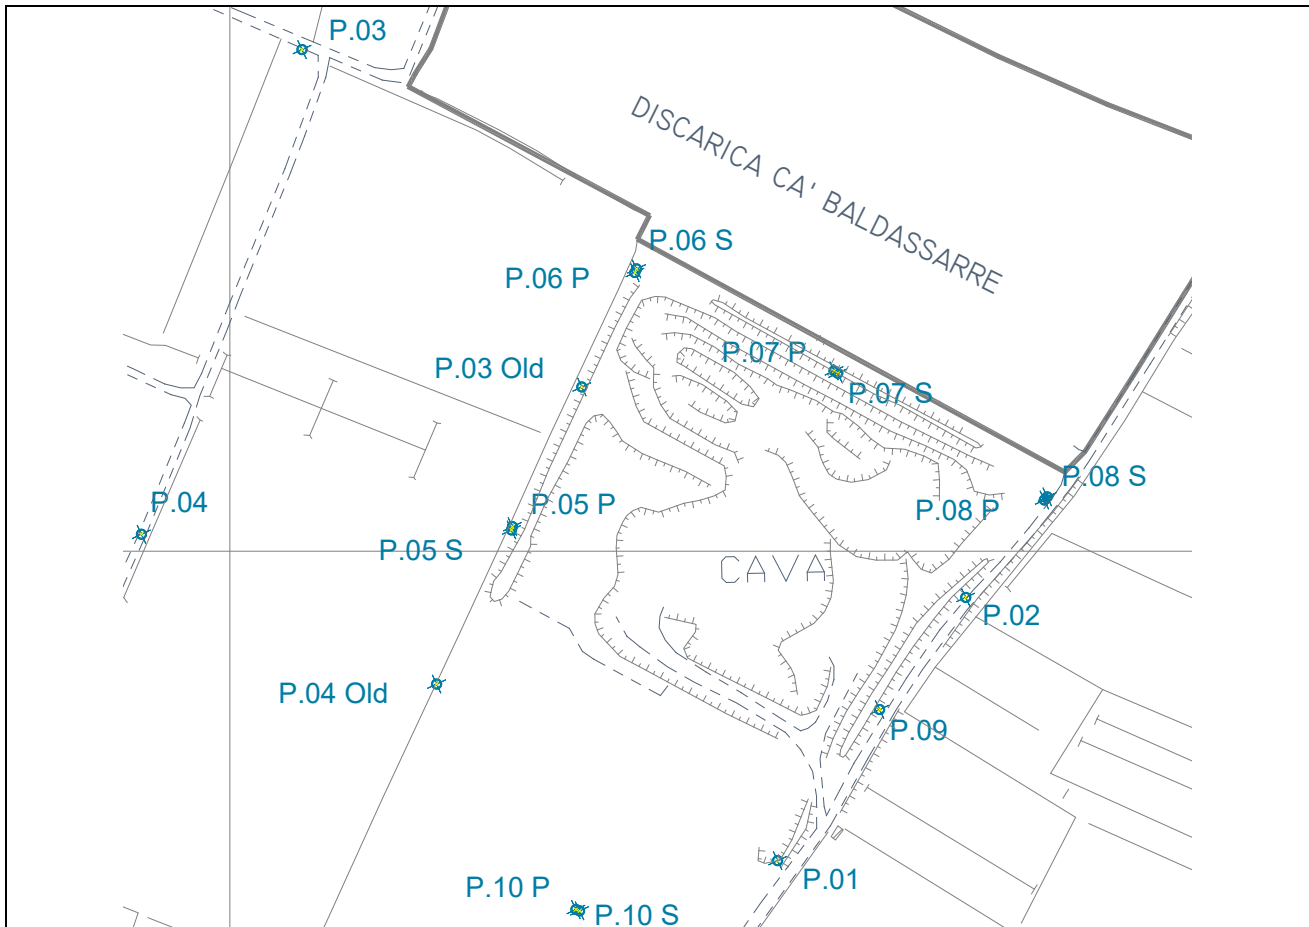 P.03
DISCARICA CA' BALDASSARRE
P.06 S
P.06 P
P.07 P
P.03 Old
P.07 S
P.08 S
P.04
P.05 P
P.08 P
P.05 S
CAVA
P.02
P.04 Old
P.09
P.01
P.10 P
P.10 S